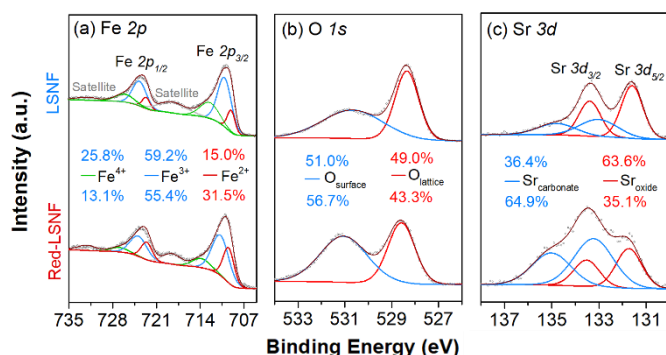 (a) Fe 2p
(b) O 1s
(c) Sr 3d
Fe 2p3/2
Fe 2p1/2
Satellite
Satellite
Sr 3d3/2
Sr 3d5/2
LSNF
25.8% 59.2% 15.0%
Fe4+ Fe3+ Fe2+
13.1% 55.4% 31.5%
51.0% 49.0%
Osurface Olattice
56.7% 43.3%
36.4% 63.6%
Srcarbonate Sroxide
64.9% 35.1%
Red-LSNF
Intensity (a.u.)
735 728 721 714 707
533 531 529 527
137 135 133 131
Binding Energy (eV)